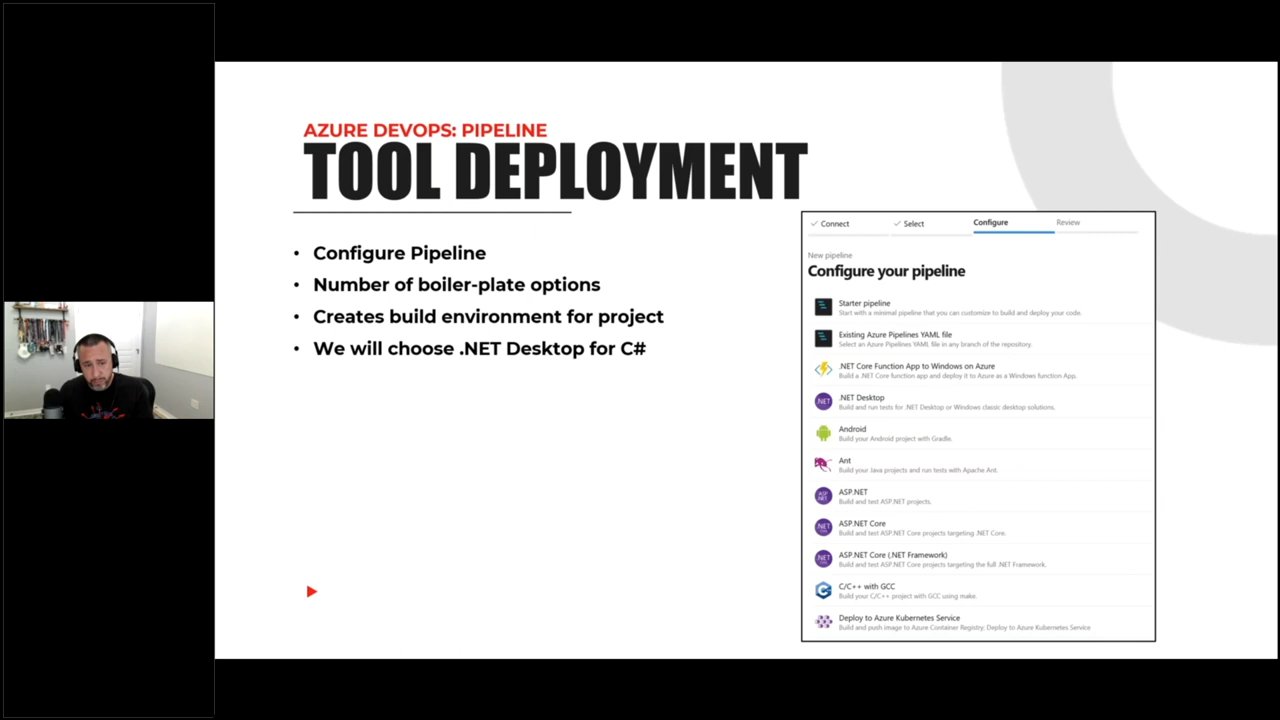 AZURE DEVOPS: PIPELINE
TOOL DEPLOYMENT
• Configure Pipeline
• Number of boiler-plate options
• Creates build environment for project
• We will choose .NET Desktop for C#
Connect Select Configure Review
New pipeline
Configure your pipeline
Starter pipeline
Start with a minimal pipeline that you can customize to build and deploy your code.
Existing Azure Pipelines YAML file
Select an Azure Pipelines YAML file in any branch of the repository.
.NET Core Function App to Windows on Azure
Build a .NET Core function app and deploy it to Azure as a Windows function App.
.NET Desktop
Build and run tests for .NET Desktop or Windows classic desktop solutions.
Android
Build your Android project with Gradle.
Ant
Build your Java projects and run tests with Apache Ant.
ASP.NET
Build and test ASP.NET projects.
ASP.NET Core
Build and test ASP.NET Core projects targeting .NET Core.
ASP.NET Core (.NET Framework)
Build and test ASP.NET Core projects targeting the full .NET Framework.
C/C++ with GCC
Build your C/C++ project with GCC using make.
Deploy to Azure Kubernetes Service
Build and push image to Azure Container Registry; Deploy to Azure Kubernetes Service